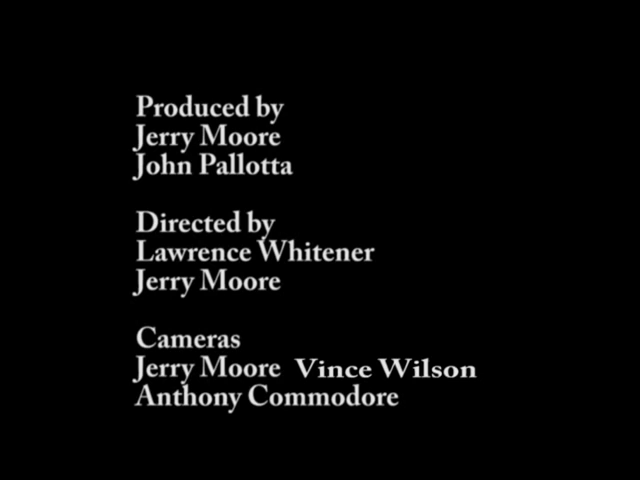 Produced by
Jerry Moore
John Pallotta
Directed by
Lawrence Whitener
Jerry Moore
Cameras
Jerry Moore Vince Wilson
Anthony Commodore